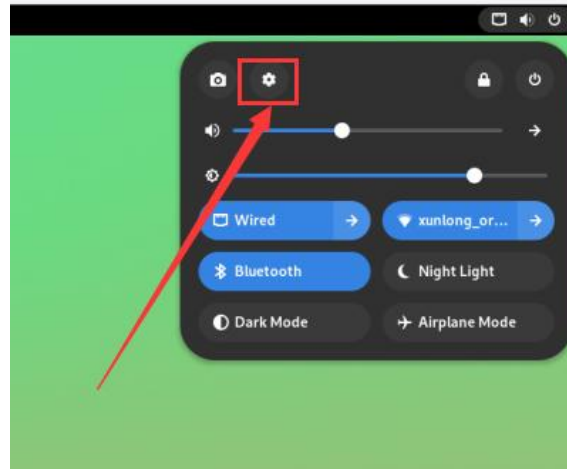 Wired
xunlong_or...
Bluetooth
Night Light
Dark Mode
Airplane Mode